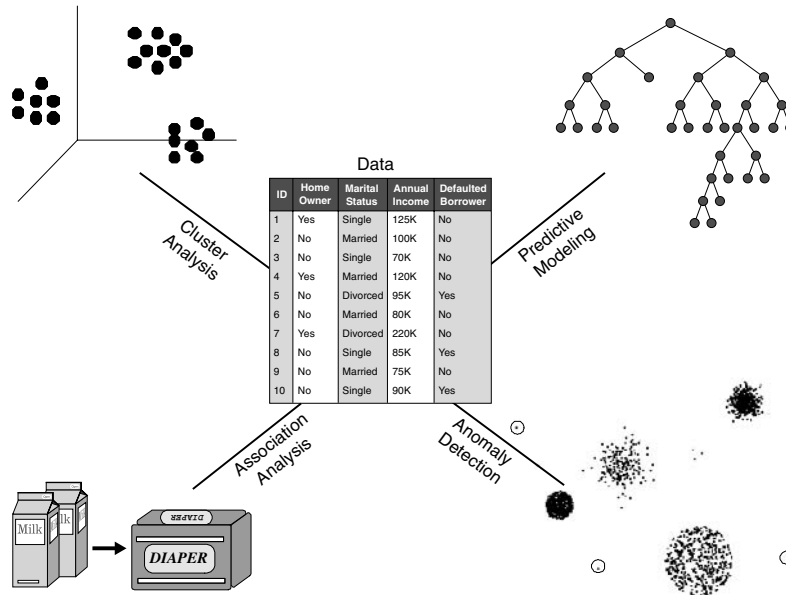 Data
ID Home Owner Marital Status Annual Income Defaulted Borrower
1 Yes Single 125K No
2 No Married 100K No
3 No Single 70K No
4 Yes Married 120K No
5 No Divorced 95K Yes
6 No Married 80K No
7 Yes Divorced 220K No
8 No Single 85K Yes
9 No Married 75K No
10 No Single 90K Yes
Cluster
Analysis
Predictive
Modeling
Association
Analysis
Anomaly
Detection
Milk
lk
DIAPER
DIAPER